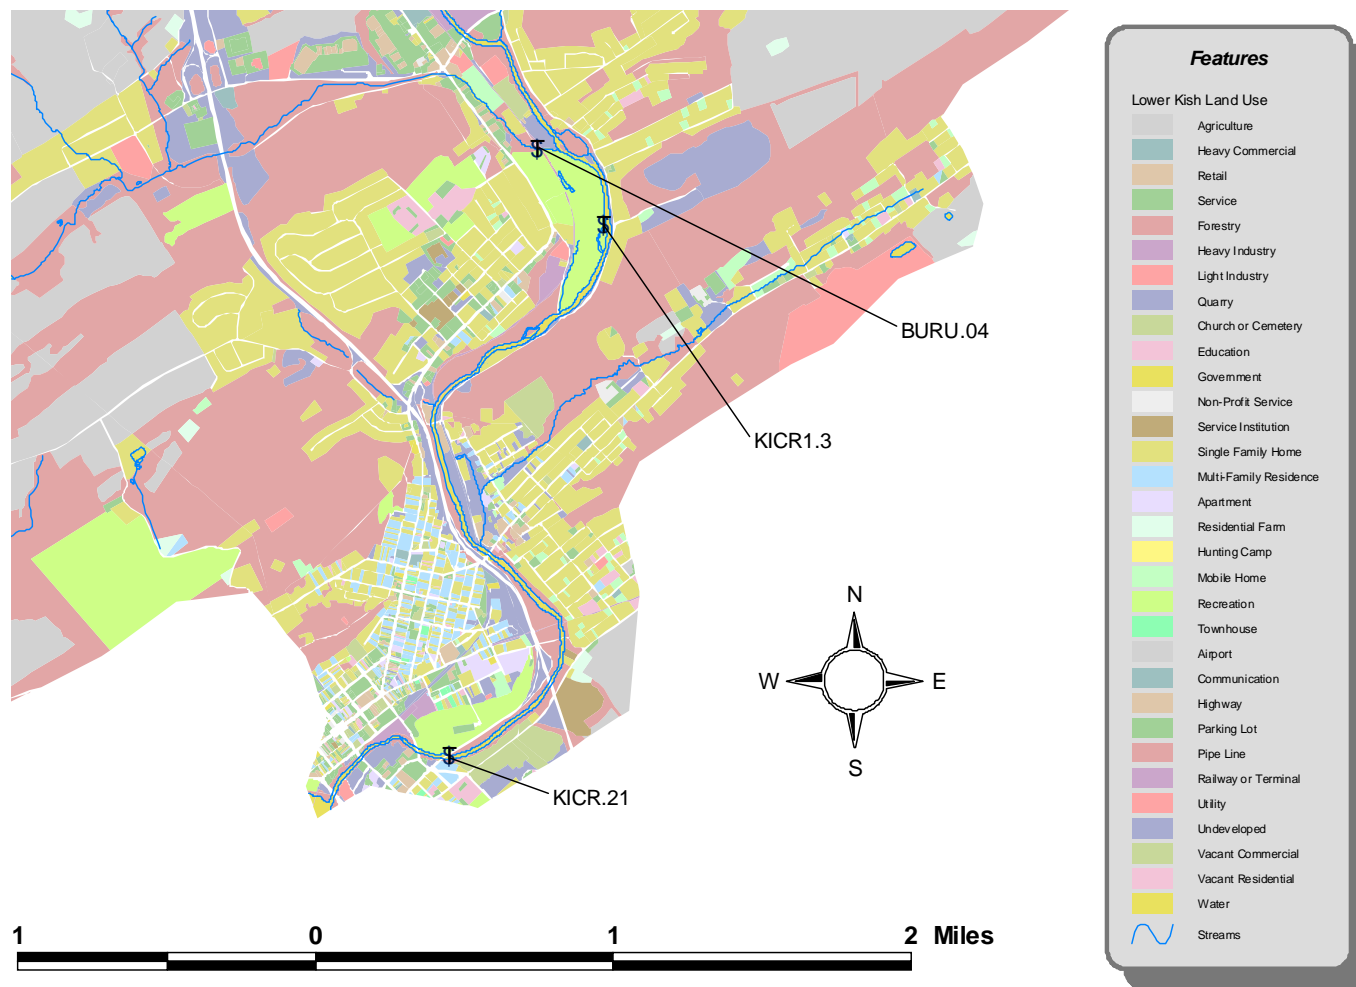 Features
Lower Kish Land Use
Agriculture
Heavy Commercial
Retail
Service
Forestry
Heavy Industry
Light Industry
Quarry
Church or Cemetery
Education
Government
Non-Profit Service
Service Institution
Single Family Home
Multi-Family Residence
Apartment
Residential Farm
Hunting Camp
Mobile Home
Recreation
Townhouse
Airport
Communication
Highway
Parking Lot
Pipe Line
Railway or Terminal
Utility
Undeveloped
Vacant Commercial
Vacant Residential
Water
Streams
BURU.04
KICR1.3
KICR.21
N
W E
S
1 0 1 2 Miles